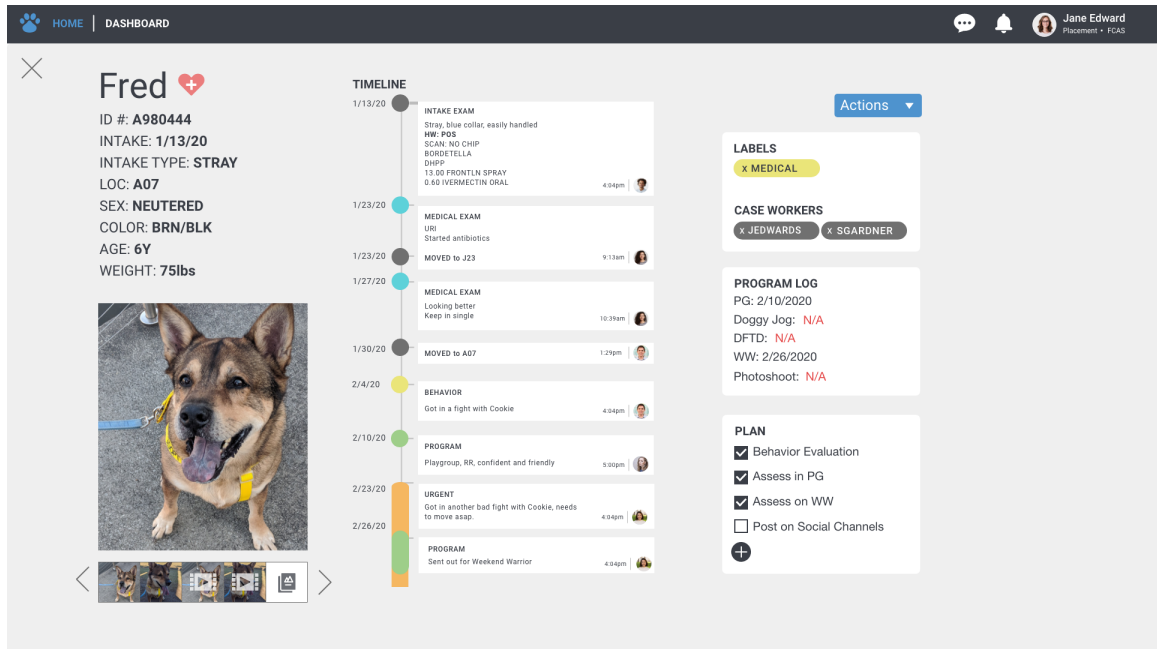 HOME | DASHBOARD
Jane Edward
Placement • FCAS
Fred
ID #: A980444
INTAKE: 1/13/20
INTAKE TYPE: STRAY
LOC: A07
SEX: NEUTERED
COLOR: BRN/BLK
AGE: 6Y
WEIGHT: 75lbs
TIMELINE
1/13/20
INTAKE EXAM
Stray, blue collar, easily handled
HW: POS
SCAN: NO CHIP
BORDETELLA
DHPP
13.00 FRONTLN SPRAY
0.60 IVERMECTIN ORAL
4:04pm
1/23/20
MEDICAL EXAM
URI
Started antibiotics
1/23/20
MOVED to J23
9:13am
1/27/20
MEDICAL EXAM
Looking better
Keep in single
10:39am
1/30/20
MOVED to A07
1:29pm
2/4/20
BEHAVIOR
Got in a fight with Cookie
4:04pm
2/10/20
PROGRAM
Playgroup, RR, confident and friendly
5:00pm
2/23/20
URGENT
Got in another bad fight with Cookie, needs
to move asap.
4:04pm
2/26/20
PROGRAM
Sent out for Weekend Warrior
4:04pm
Actions
LABELS
x MEDICAL
CASE WORKERS
x JEDWARDS
x SGARDNER
PROGRAM LOG
PG: 2/10/2020
Doggy Jog: N/A
DFTD: N/A
WW: 2/26/2020
Photoshoot: N/A
PLAN
Behavior Evaluation
Assess in PG
Assess on WW
Post on Social Channels